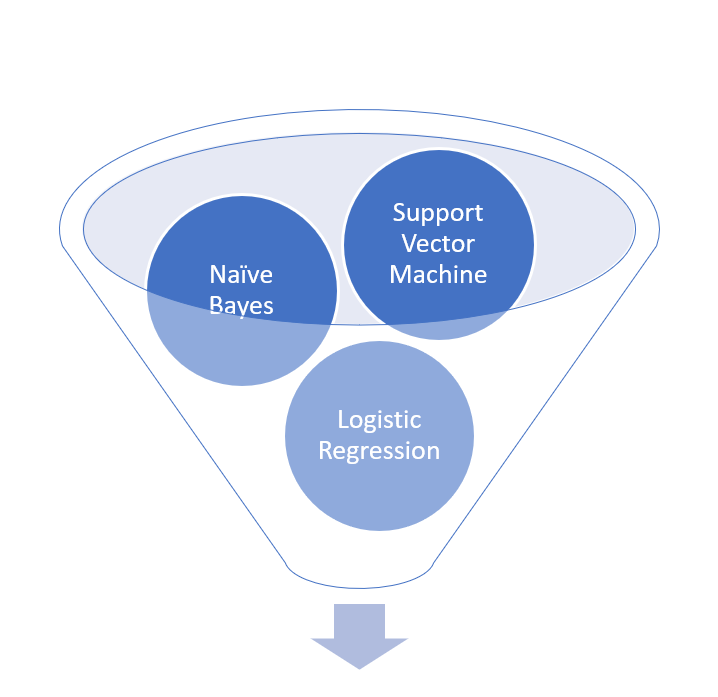 Support
Vector
Machine
Naïve
Bayes
Logistic
Regression